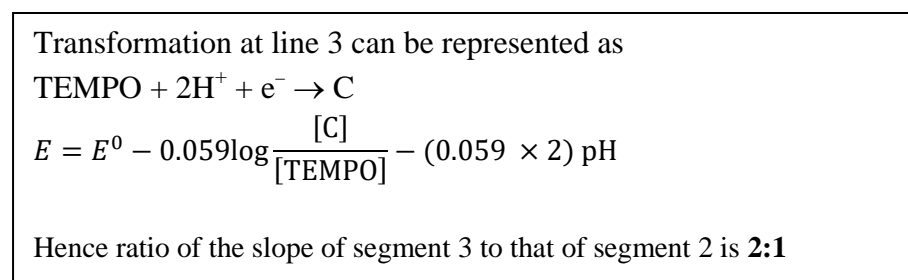 Transformation at line 3 can be represented as
TEMPO + 2H⁺ + e⁻ → C
E = E⁰ − 0.059log [C]/[TEMPO] − (0.059 × 2) pH
Hence ratio of the slope of segment 3 to that of segment 2 is 2:1